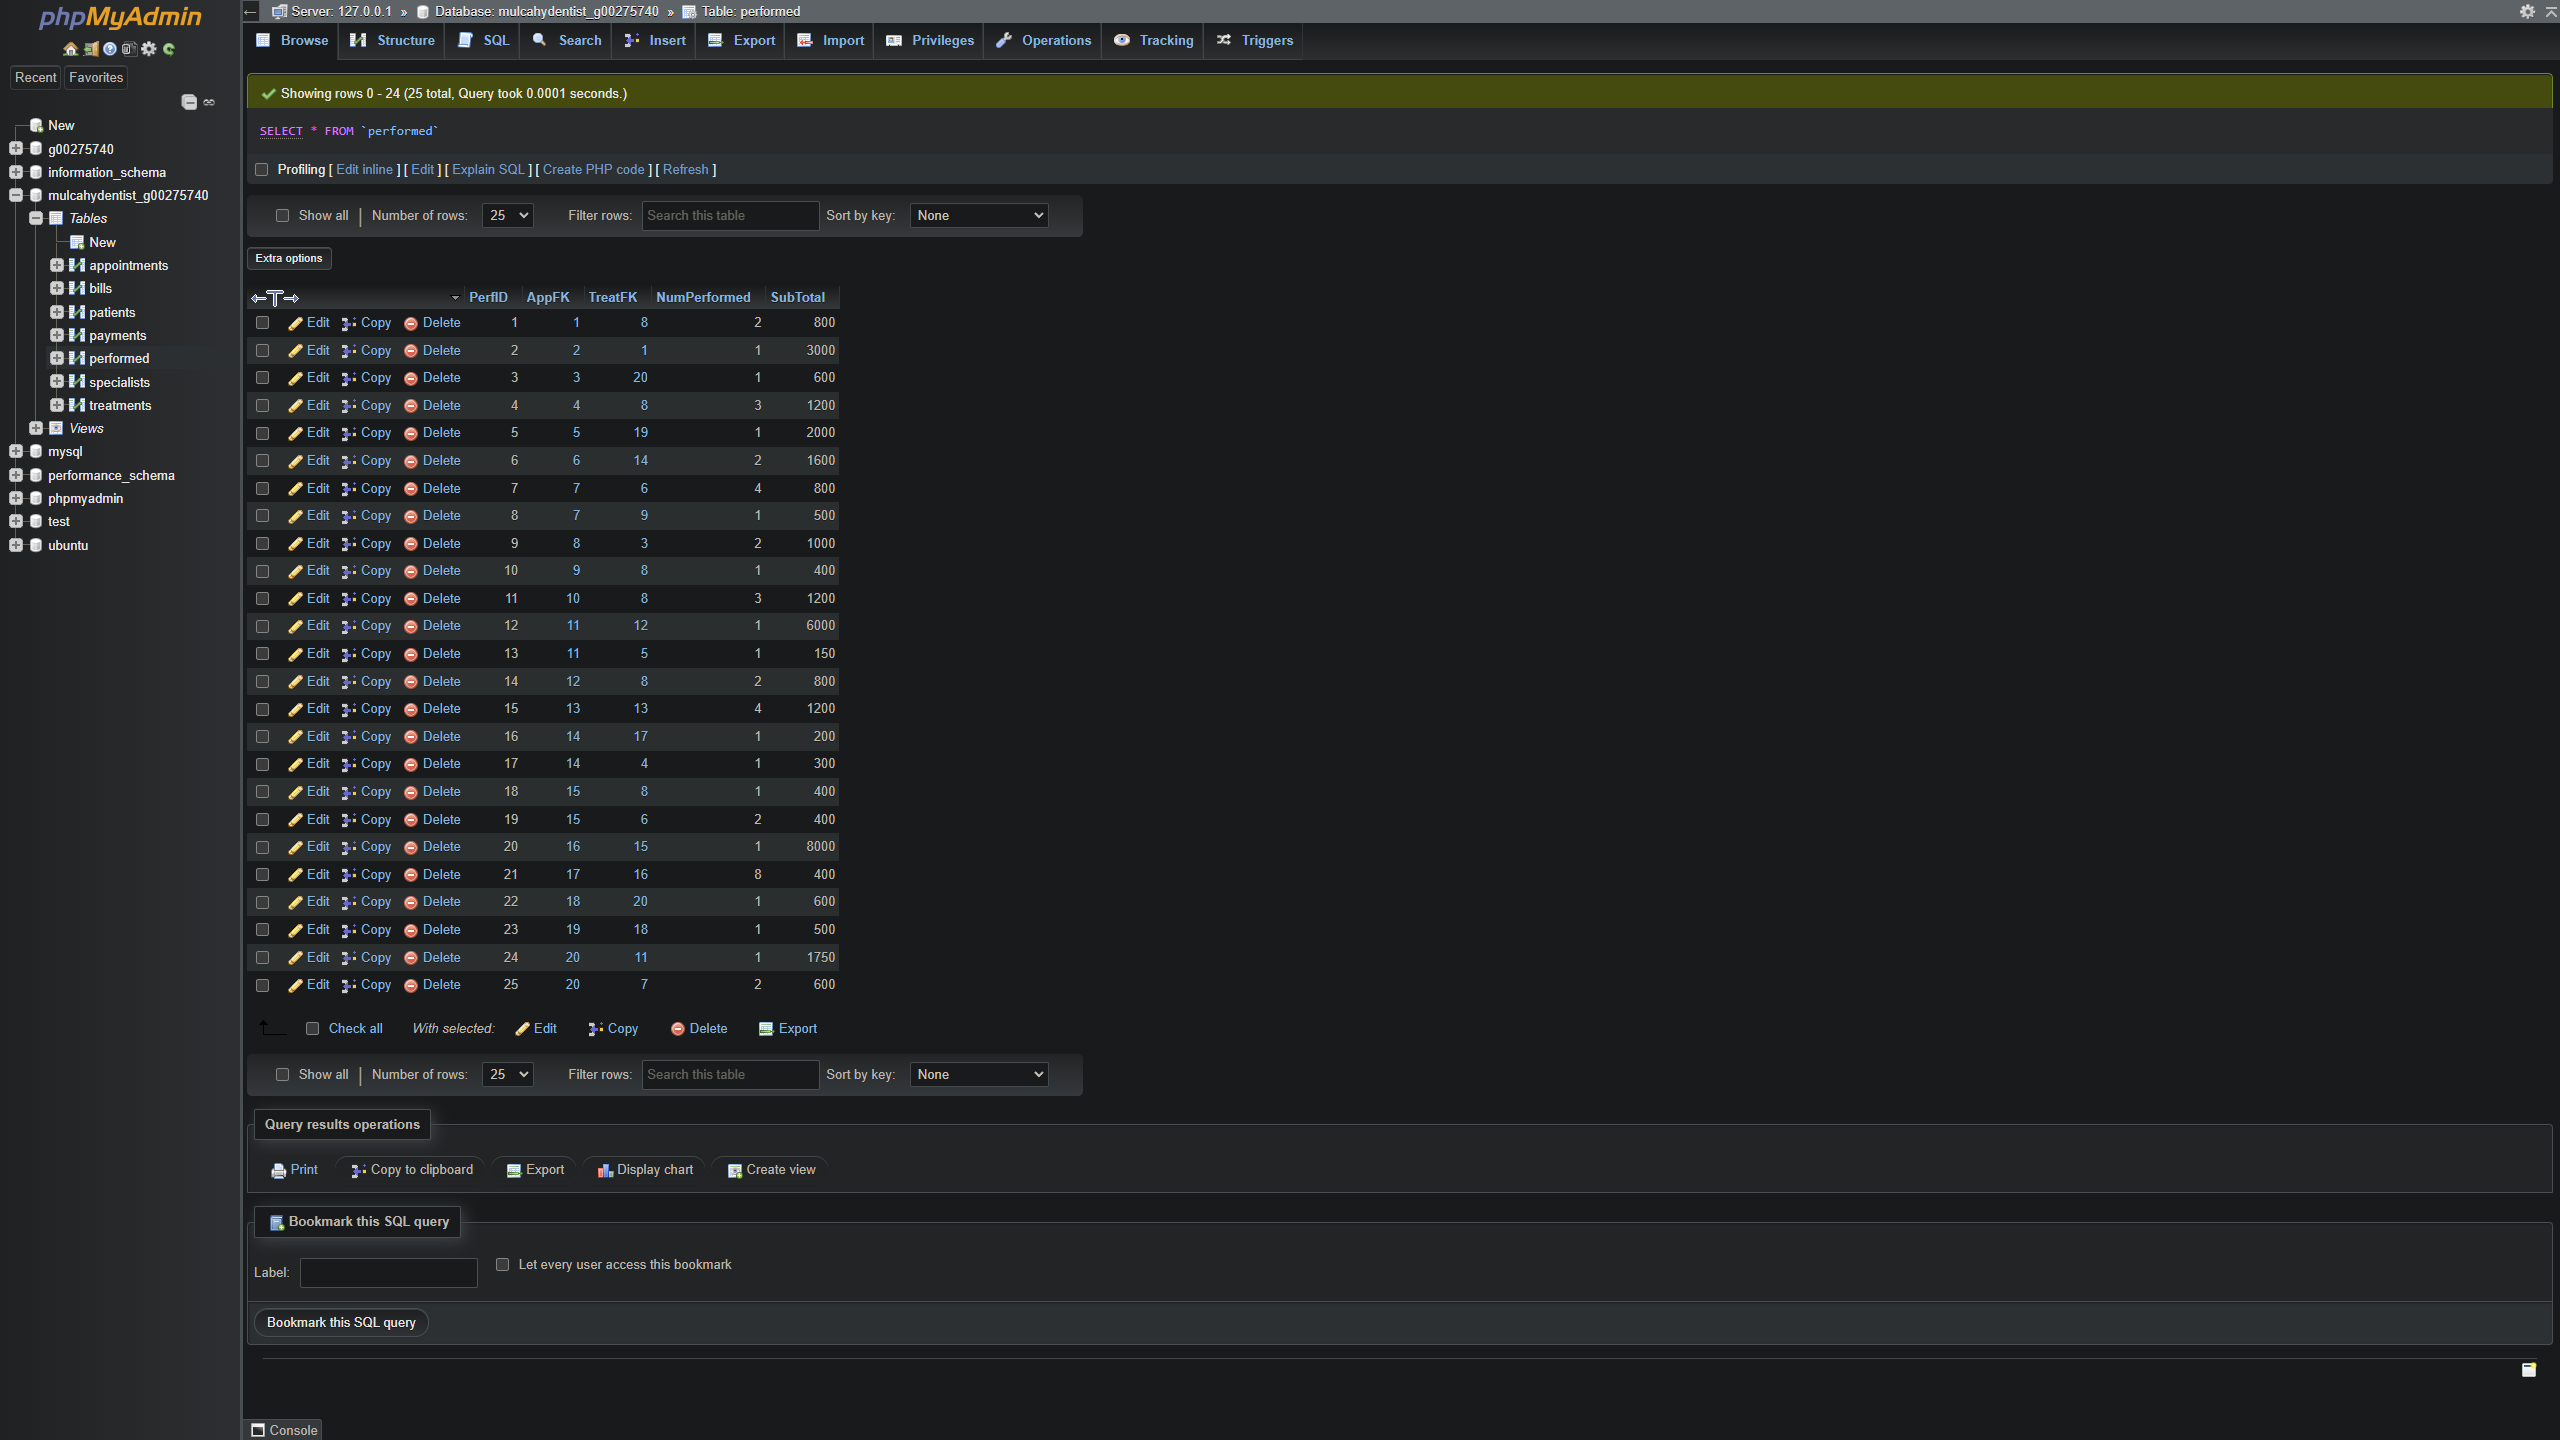 phpMyAdmin
Recent Favorites
New
g00275740
information_schema
mulcahydentist_g00275740
Tables
New
appointments
bills
patients
payments
performed
specialists
treatments
Views
mysql
performance_schema
phpmyadmin
test
ubuntu
Server: 127.0.0.1 » Database: mulcahydentist_g00275740 » Table: performed
Browse Structure SQL Search Insert Export Import Privileges Operations Tracking Triggers
Showing rows 0 - 24 (25 total, Query took 0.0001 seconds.)
SELECT * FROM `performed`
Profiling [ Edit inline ] [ Edit ] [ Explain SQL ] [ Create PHP code ] [ Refresh ]
Show all | Number of rows: 25 Filter rows: Search this table Sort by key: None
Extra options
PerfID AppFK TreatFK NumPerformed SubTotal
Edit Copy Delete 1 1 8 2 800
Edit Copy Delete 2 2 1 1 3000
Edit Copy Delete 3 3 20 1 600
Edit Copy Delete 4 4 8 3 1200
Edit Copy Delete 5 5 19 1 2000
Edit Copy Delete 6 6 14 2 1600
Edit Copy Delete 7 7 6 4 800
Edit Copy Delete 8 7 9 1 500
Edit Copy Delete 9 8 3 2 1000
Edit Copy Delete 10 9 8 1 400
Edit Copy Delete 11 10 8 3 1200
Edit Copy Delete 12 11 12 1 6000
Edit Copy Delete 13 11 5 1 150
Edit Copy Delete 14 12 8 2 800
Edit Copy Delete 15 13 13 4 1200
Edit Copy Delete 16 14 17 1 200
Edit Copy Delete 17 14 4 1 300
Edit Copy Delete 18 15 8 1 400
Edit Copy Delete 19 15 6 2 400
Edit Copy Delete 20 16 15 1 8000
Edit Copy Delete 21 17 16 8 400
Edit Copy Delete 22 18 20 1 600
Edit Copy Delete 23 19 18 1 500
Edit Copy Delete 24 20 11 1 1750
Edit Copy Delete 25 20 7 2 600
Check all With selected: Edit Copy Delete Export
Show all | Number of rows: 25 Filter rows: Search this table Sort by key: None
Query results operations
Print Copy to clipboard Export Display chart Create view
Bookmark this SQL query
Label: Let every user access this bookmark
Bookmark this SQL query
Console